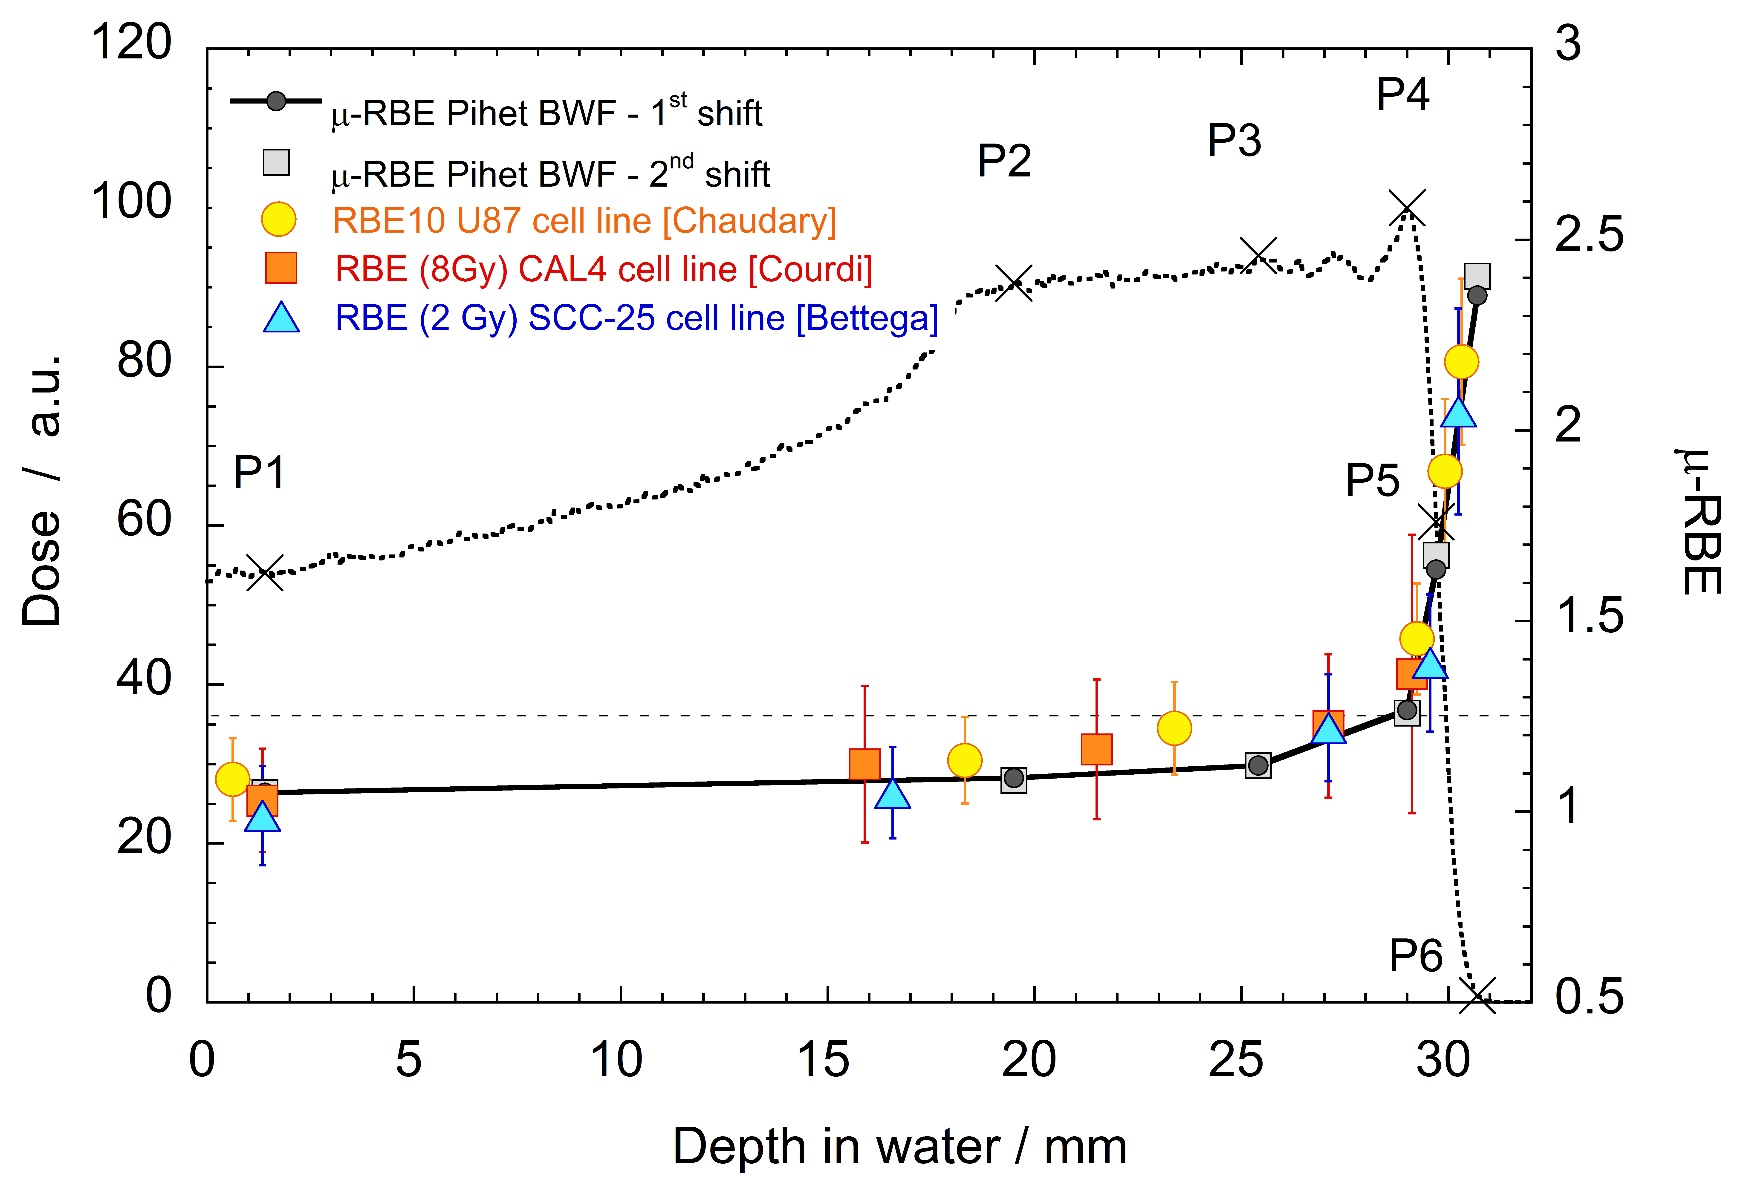 120
100
80
60
40
20
0
Dose / a.u.
μ-RBE Pihet BWF - 1st shift
μ-RBE Pihet BWF - 2nd shift
RBE10 U87 cell line [Chaudary]
RBE (8Gy) CAL4 cell line [Courdi]
RBE (2 Gy) SCC-25 cell line [Bettega]
P1
P2
P3
P4
P5
P6
3
2.5
2
1.5
1
0.5
μ-RBE
0 5 10 15 20 25 30
Depth in water / mm